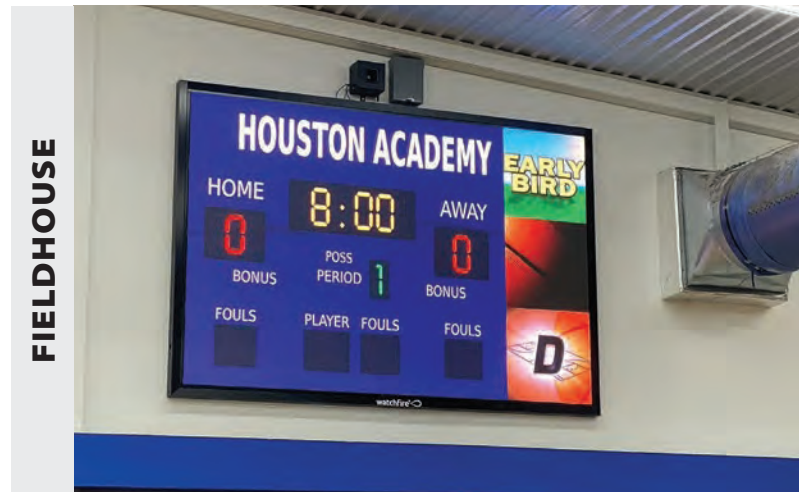 FIELDHOUSE
HOUSTON ACADEMY
EARLY
BIRD
HOME
8:00
AWAY
0
0
POSS
PERIOD 1
BONUS
BONUS
FOULS
PLAYER FOULS
FOULS
D
watchfire